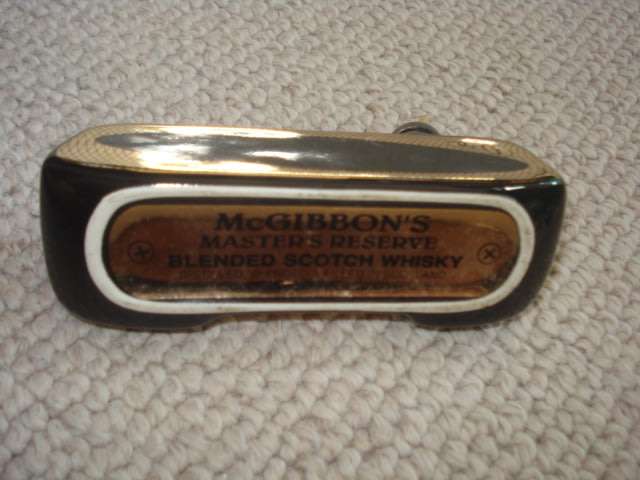 McGIBBON'S
MASTER'S RESERVE
BLENDED SCOTCH WHISKY